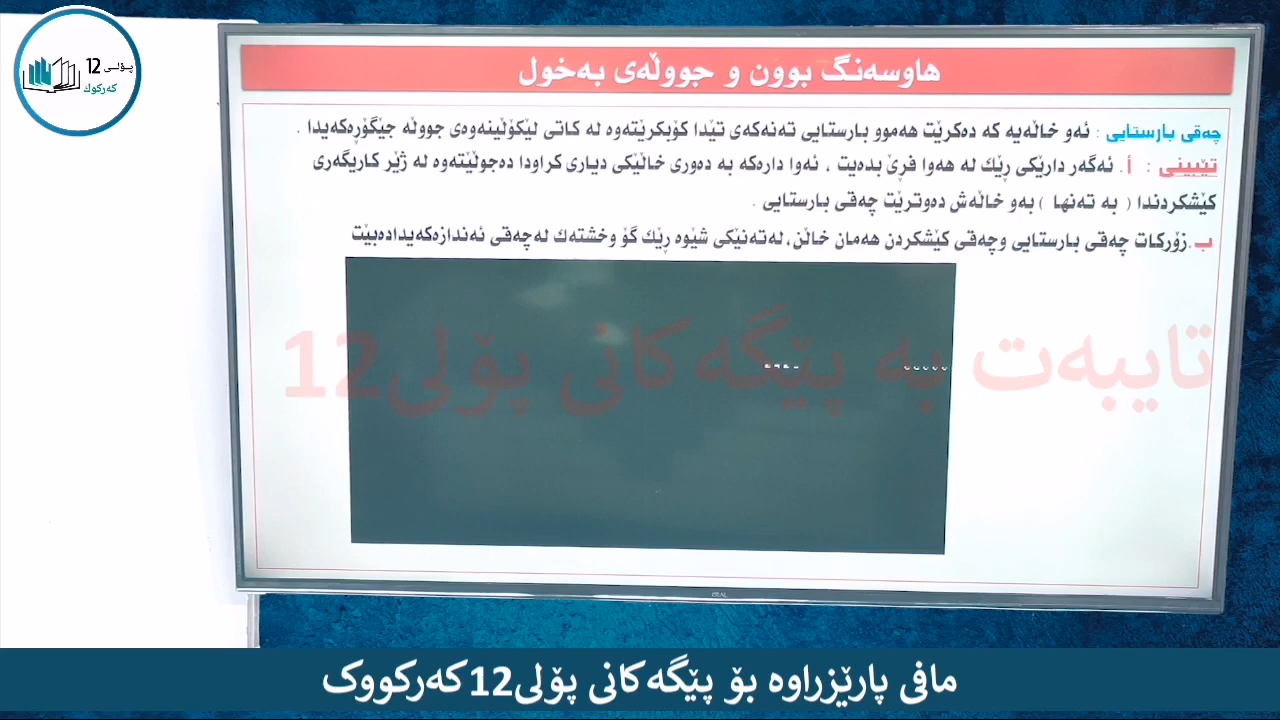 پۆلی 12
کەرکوك
هاوسەنگ بوون و جووڵەی بەخول
چەقی بارستایی : ئەو خاڵەیە کە دەکرێت هەموو بارستایی تەنەکەی تێدا کۆبکرێتەوە لە کاتی لێکۆڵینەوەی جووڵە جێگۆڕەکەیدا .
تێبینی : أ. ئەگەر دارێکی ڕێك لە هەوا فڕێ بدەیت ، ئەوا دارەکە بە دەوری خاڵێکی دیاری کراودا دەجوڵێتەوە لە ژێر کاریگەری
کێشکردندا ( بە تەنها ) بەو خاڵەش دەوترێت چەقی بارستایی .
ب. زۆرکات چەقی بارستایی وچەقی کێشکردن هەمان خاڵن، لەتەنێکی شێوە ڕێك گۆ وخشتەك لەچەقی ئەندازەکەیدادەبێت
تایبەت بە پێگەکانی پۆلی12
مافی پارێزراوە بۆ پێگەکانی پۆلی12کەرکووک